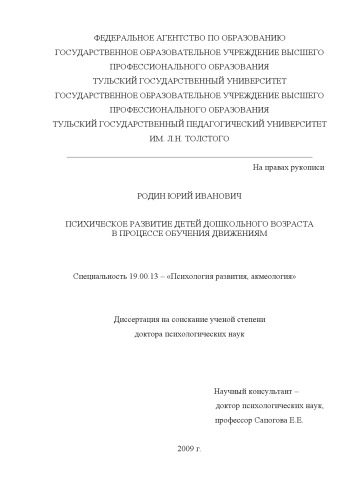 ФЕДЕРАЛЬНОЕ АГЕНТСТВО ПО ОБРАЗОВАНИЮ
ГОСУДАРСТВЕННОЕ ОБРАЗОВАТЕЛЬНОЕ УЧРЕЖДЕНИЕ ВЫСШЕГО
ПРОФЕССИОНАЛЬНОГО ОБРАЗОВАНИЯ
ТУЛЬСКИЙ ГОСУДАРСТВЕННЫЙ УНИВЕРСИТЕТ
ГОСУДАРСТВЕННОЕ ОБРАЗОВАТЕЛЬНОЕ УЧРЕЖДЕНИЕ ВЫСШЕГО
ПРОФЕССИОНАЛЬНОГО ОБРАЗОВАНИЯ
ТУЛЬСКИЙ ГОСУДАРСТВЕННЫЙ ПЕДАГОГИЧЕСКИЙ УНИВЕРСИТЕТ
ИМ. Л.Н. ТОЛСТОГО
На правах рукописи
РОДИН ЮРИЙ ИВАНОВИЧ
ПСИХИЧЕСКОЕ РАЗВИТИЕ ДЕТЕЙ ДОШКОЛЬНОГО ВОЗРАСТА
В ПРОЦЕССЕ ОБУЧЕНИЯ ДВИЖЕНИЯМ
Специальность 19.00.13 – «Психология развития, акмеология»
Диссертация на соискание ученой степени
доктора психологических наук
Научный консультант –
доктор психологических наук,
профессор Сапогова Е.Е.
2009 г.